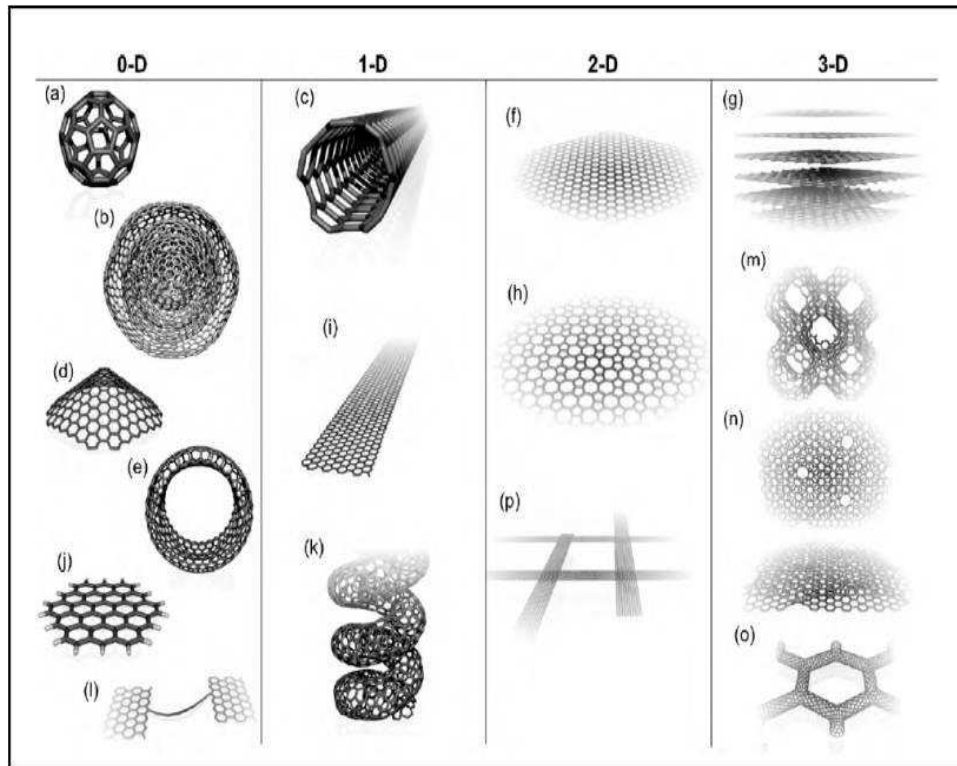 0-D 1-D 2-D 3-D
(a)
(b)
(d)
(e)
(j)
(l)
(c)
(i)
(k)
(f)
(h)
(p)
(g)
(m)
(n)
(o)